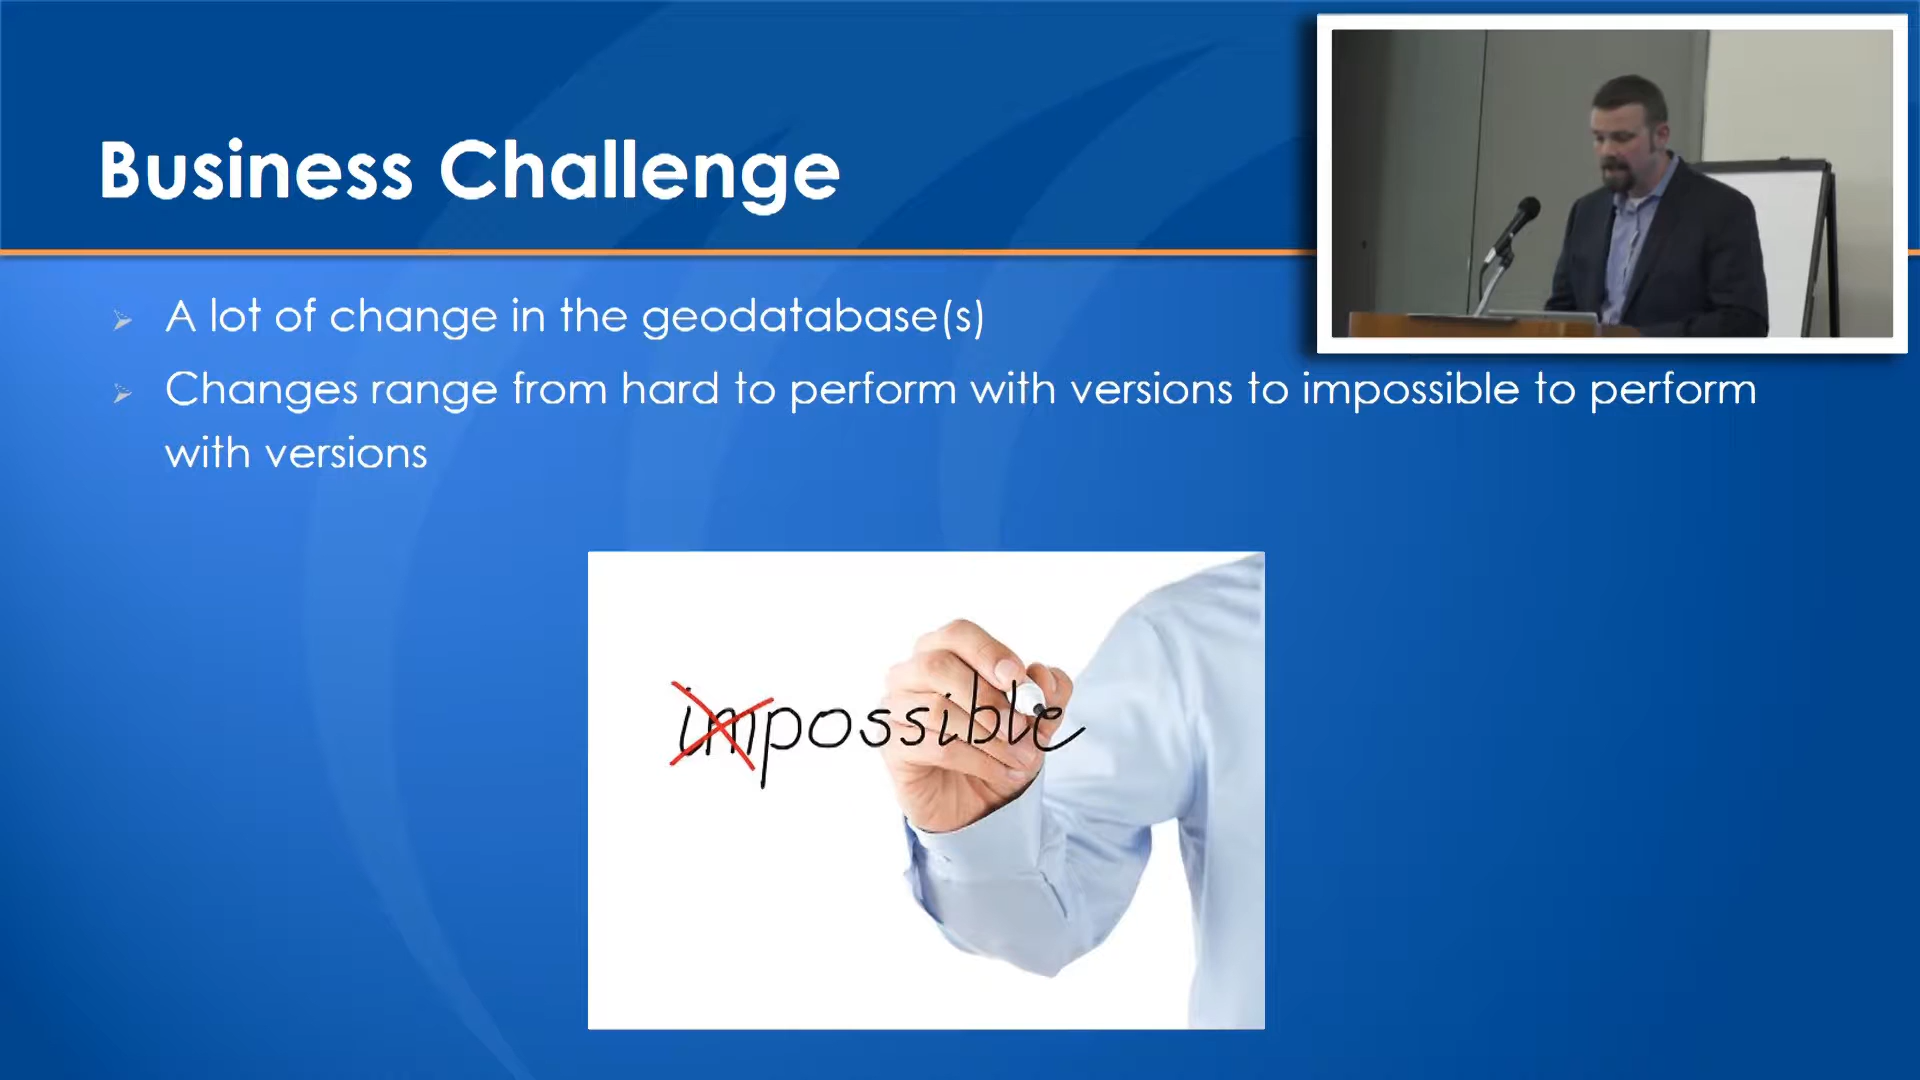 Business Challenge
A lot of change in the geodatabase(s)
Changes range from hard to perform with versions to impossible to perform
with versions
impossible